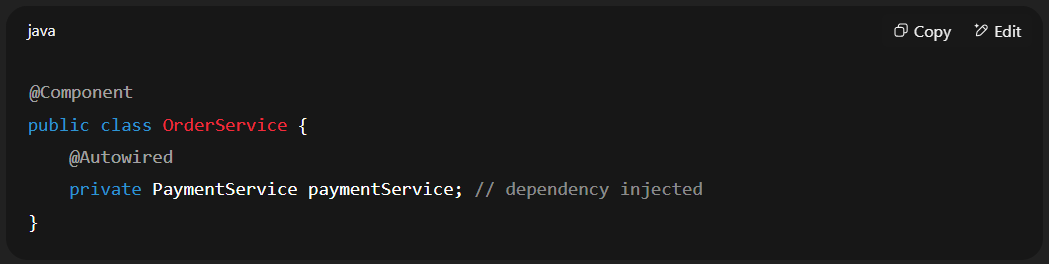 java Copy Edit
@Component
public class OrderService {
    @Autowired
    private PaymentService paymentService; // dependency injected
}